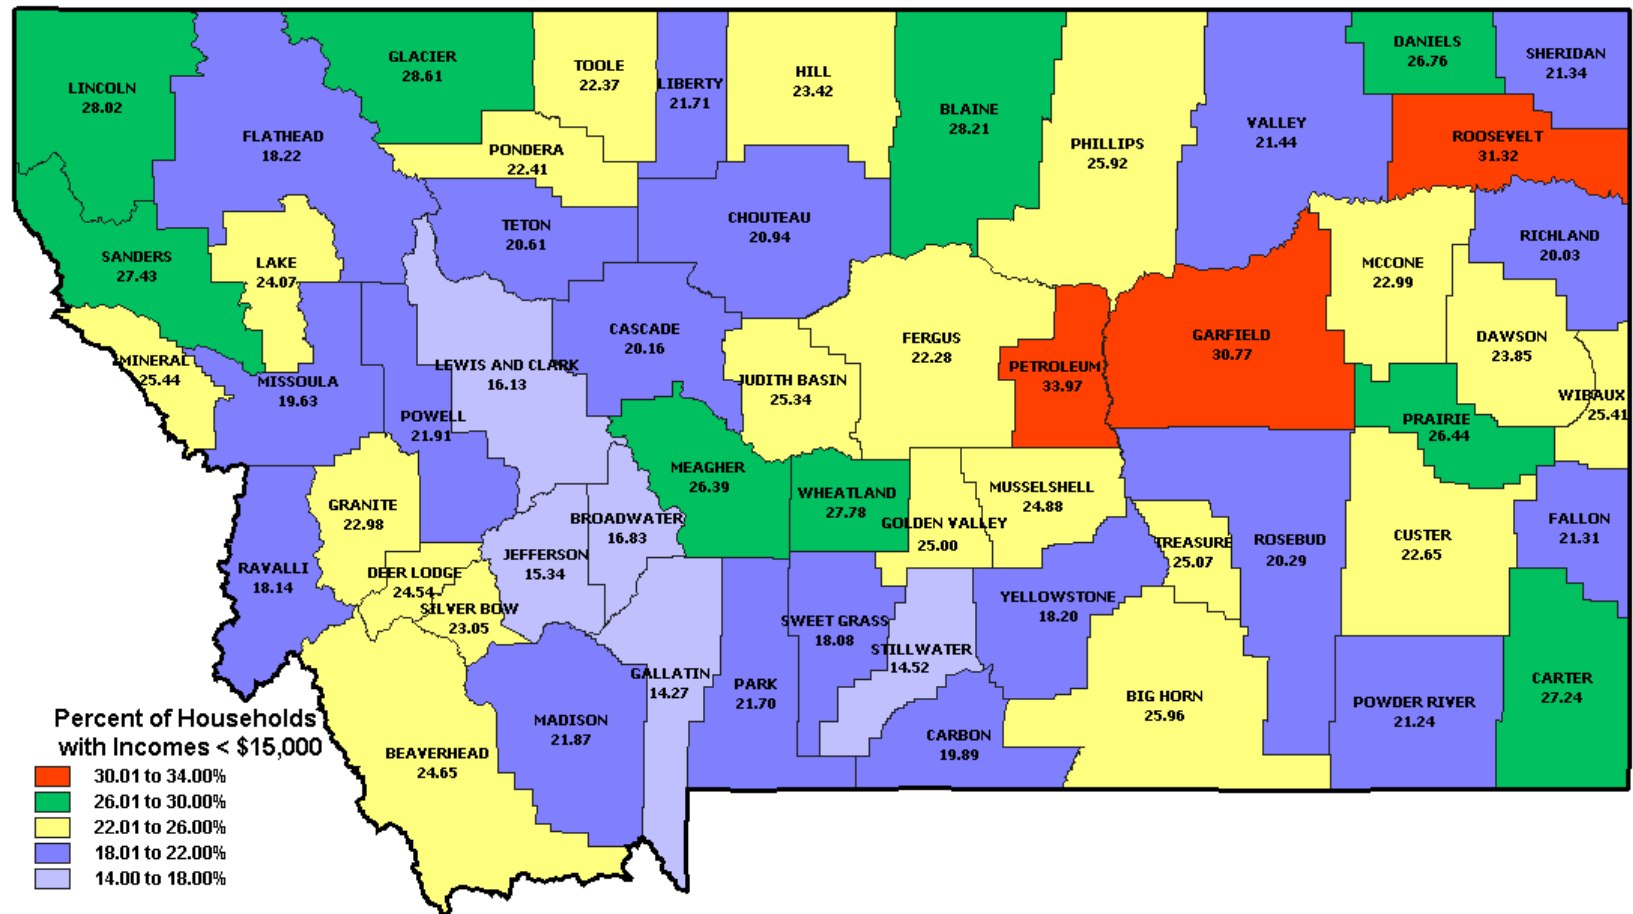 LINCOLN
28.02
FLATHEAD
18.22
GLACIER
28.61
TOOLE
22.37
LIBERTY
21.71
HILL
23.42
BLAINE
28.21
PHILLIPS
25.92
VALLEY
21.44
DANIELS
26.76
SHERIDAN
21.34
ROOSEVELT
31.32
PONDERA
22.41
TETON
20.61
CHOUTEAU
20.94
RICHLAND
20.03
SANDERS
27.43
LAKE
24.07
MCCONE
22.99
CASCADE
20.16
FERGUS
22.28
GARFIELD
30.77
DAWSON
23.85
MINERAL
25.44
MISSOULA
19.63
LEWIS AND CLARK
16.13
JUDITH BASIN
25.34
PETROLEUM
33.97
WIBAUX
25.41
POWELL
21.91
PRAIRIE
26.44
MEAGHER
26.39
WHEATLAND
27.78
MUSSELSHELL
24.88
GRANITE
22.98
BROADWATER
16.83
GOLDEN VALLEY
25.00
FALLON
21.31
JEFFERSON
15.34
TREASURE
25.07
ROSEBUD
20.29
CUSTER
22.65
RAVALLI
18.14
DEER LODGE
24.54
SILVER BOW
23.05
SWEET GRASS
18.08
YELLOWSTONE
18.20
STILLWATER
14.52
GALLATIN
14.27
PARK
21.70
BIG HORN
25.96
POWDER RIVER
21.24
CARTER
27.24
MADISON
21.87
CARBON
19.89
BEAVERHEAD
24.65
Percent of Households
with Incomes < $15,000
30.01 to 34.00%
26.01 to 30.00%
22.01 to 26.00%
18.01 to 22.00%
14.00 to 18.00%